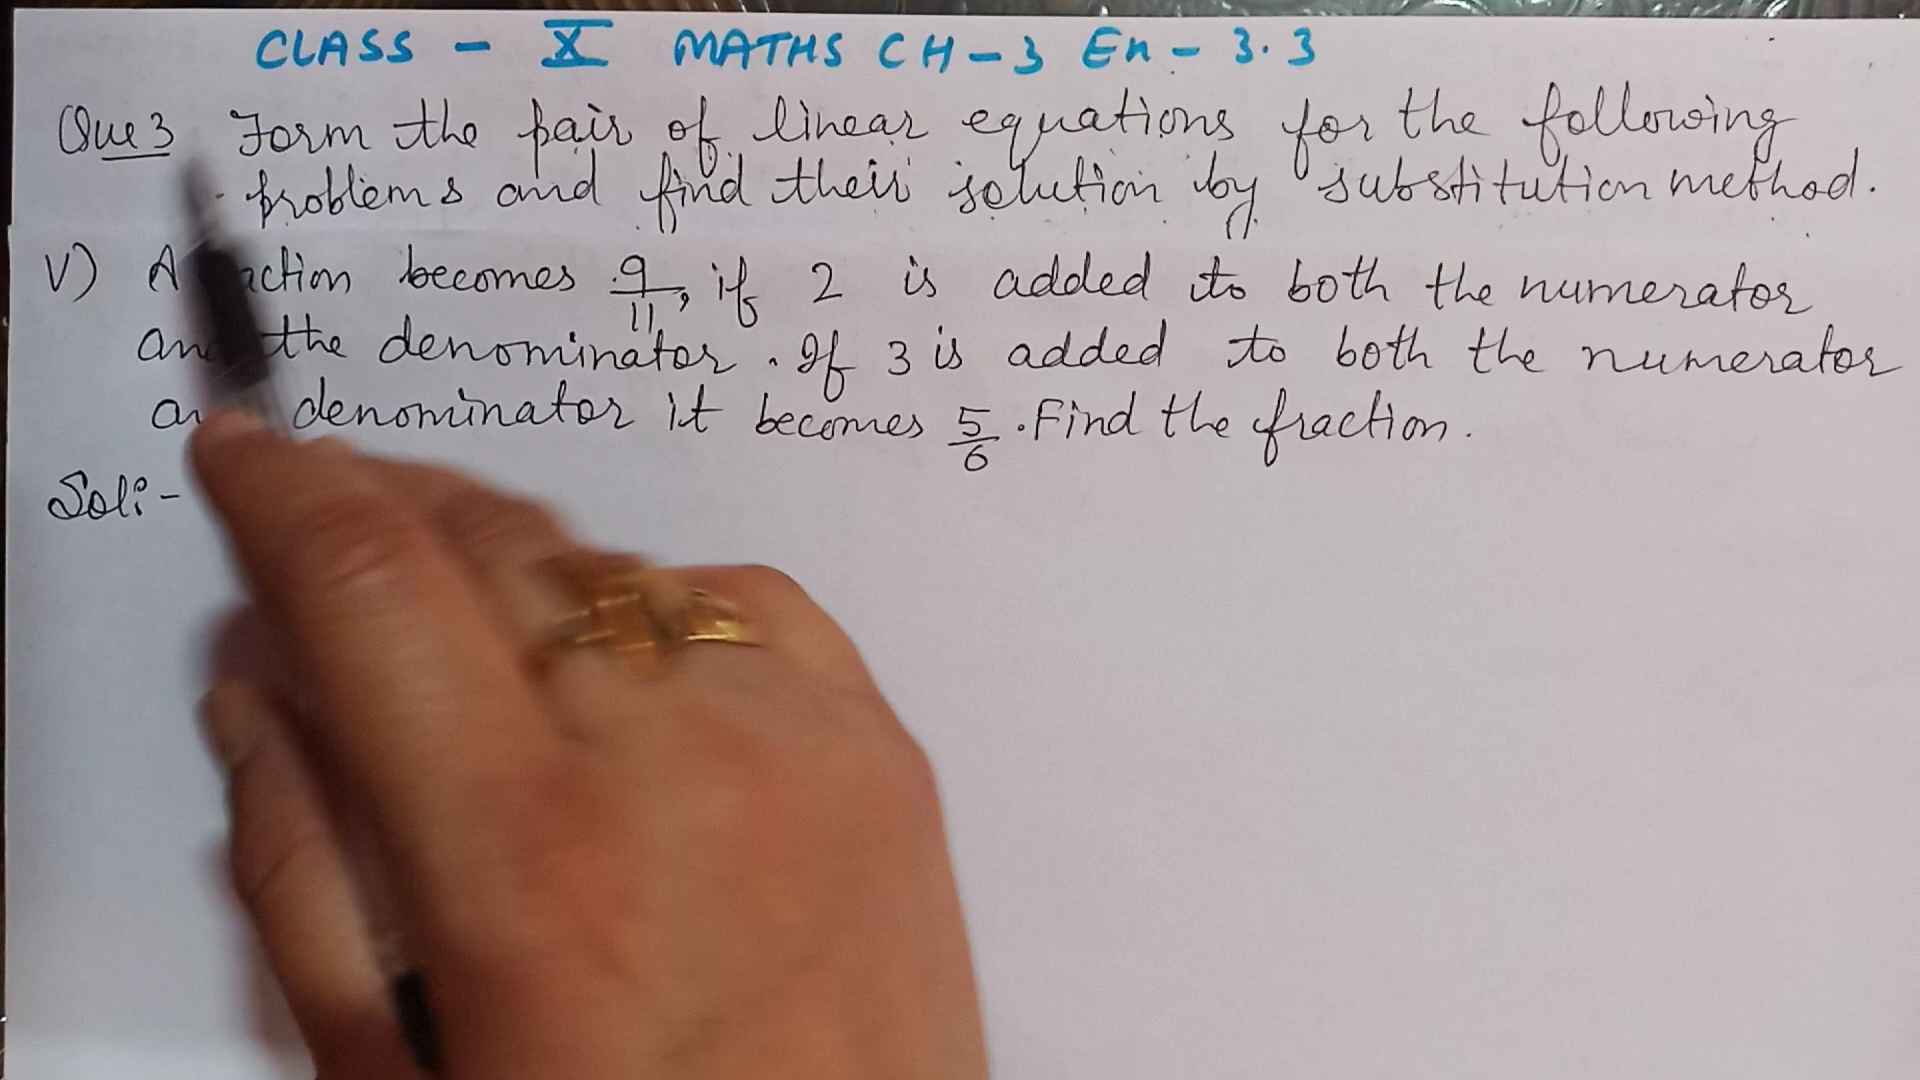 CLASS - X MATHS CH-3 Ex - 3.3
Que 3 Form the pair of linear equations for the following
problems and find their solution by substitution method.
V) A becomes 9/11, if 2 is added to both the numerator
the denominator. If 3 is added to both the numerator
denominator it becomes 5/6. Find the fraction.
Sol:-